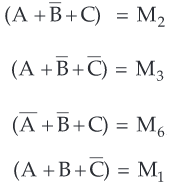 (A + B̅ + C) = M₂
(A + B̅ + C̅) = M₃
(A̅ + B̅ + C) = M₆
(A + B + C̅) = M₁